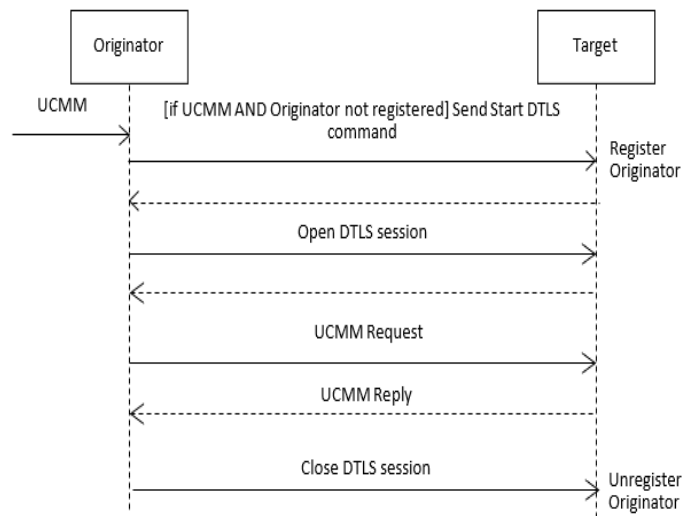 Originator
Target
UCMM
[if UCMM AND Originator not registered] Send Start DTLS
command
Register
Originator
Open DTLS session
UCMM Request
UCMM Reply
Close DTLS session
Unregister
Originator